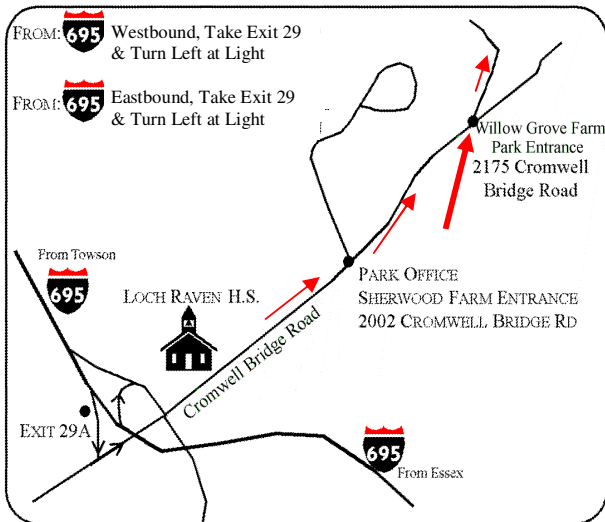 FROM: 695 Westbound, Take Exit 29
& Turn Left at Light
FROM: 695 Eastbound, Take Exit 29
& Turn Left at Light
Willow Grove Farm
Park Entrance
2175 Cromwell
Bridge Road
From Towson
695
LOCH RAVEN H.S.
PARK OFFICE
SHERWOOD FARM ENTRANCE
2002 CROMWELL BRIDGE RD
Cromwell Bridge Road
EXIT 29A
695
From Essex